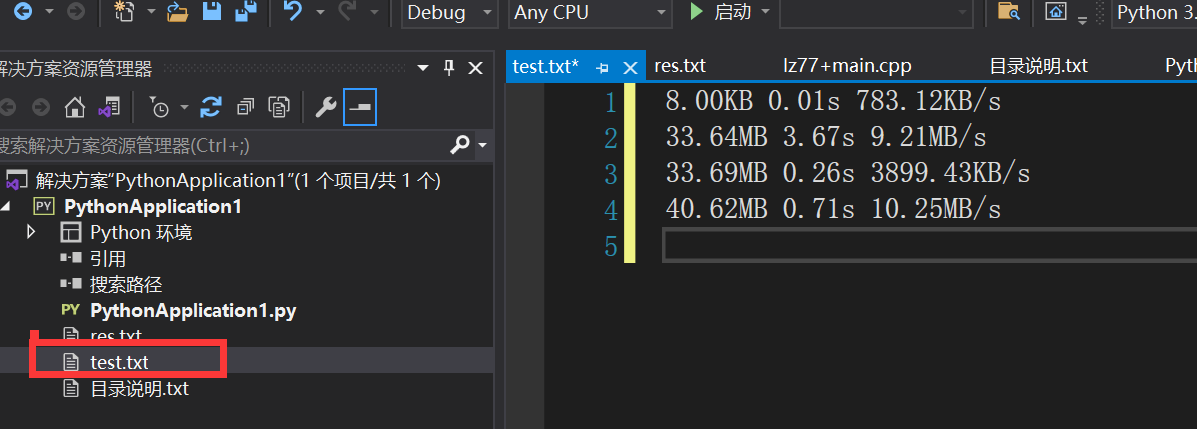 Debug
Any CPU
启动
Python 3.
解决方案资源管理器
搜索解决方案资源管理器(Ctrl+;)
解决方案“PythonApplication1”(1 个项目/共 1 个)
PY PythonApplication1
Python 环境
引用
搜索路径
PY PythonApplication1.py
res.txt
test.txt
目录说明.txt
test.txt*
res.txt
lz77+main.cpp
目录说明.txt
Pyt
1 8.00KB 0.01s 783.12KB/s
2 33.64MB 3.67s 9.21MB/s
3 33.69MB 0.26s 3899.43KB/s
4 40.62MB 0.71s 10.25MB/s
5